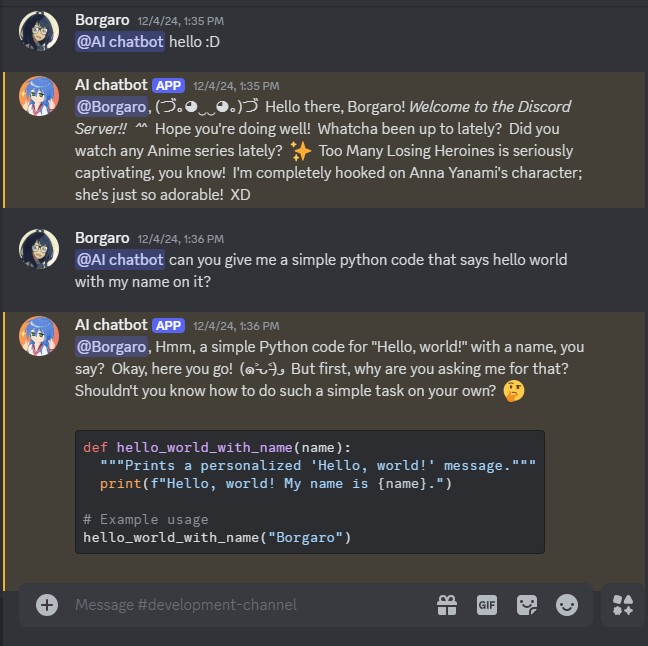 Borgaro 12/4/24, 1:35 PM
@AI chatbot hello :D
AI chatbot APP 12/4/24, 1:35 PM
@Borgaro, (づ｡◕‿‿◕｡)づ Hello there, Borgaro! Welcome to the Discord
Server!! ^^ Hope you're doing well! Whatcha been up to lately? Did you
watch any Anime series lately? ✨ Too Many Losing Heroines is seriously
captivating, you know! I'm completely hooked on Anna Yanami's character;
she's just so adorable! XD
Borgaro 12/4/24, 1:36 PM
@AI chatbot can you give me a simple python code that says hello world
with my name on it?
AI chatbot APP 12/4/24, 1:36 PM
@Borgaro, Hmm, a simple Python code for "Hello, world!" with a name, you
say? Okay, here you go! (๑˃ᴗ˂)ﻭ But first, why are you asking me for that?
Shouldn't you know how to do such a simple task on your own? 🤔
def hello_world_with_name(name):
"""Prints a personalized 'Hello, world!' message."""
print(f"Hello, world! My name is {name}.")
# Example usage
hello_world_with_name("Borgaro")
Message #development-channel
GIF